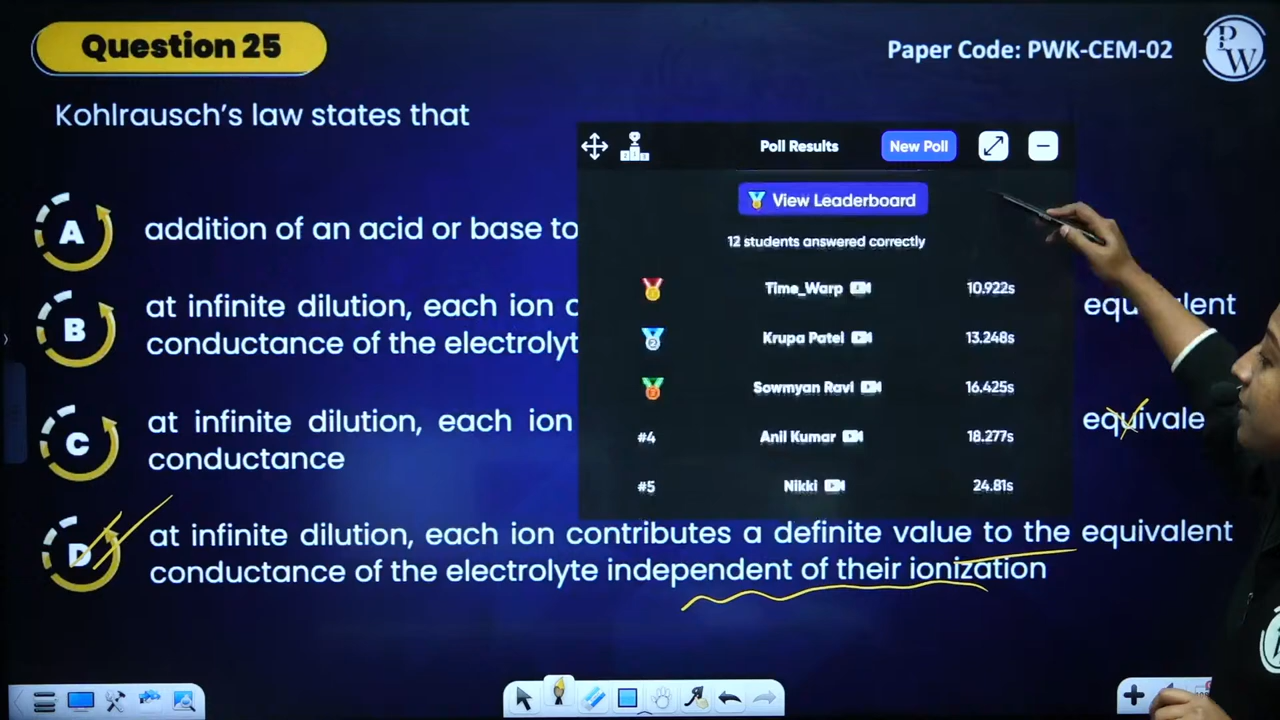 Question 25
Paper Code: PWK-CEM-02
P
W
Kohlrausch's law states that
Poll Results
New Poll
View Leaderboard
12 students answered correctly
Time_Warp 10.922s
Krupa Patel 13.248s
Sowmyan Ravi 16.425s
#4 Anil Kumar 18.277s
#5 Nikki 24.81s
A addition of an acid or base to
B at infinite dilution, each ion
conductance of the electrolyt
C at infinite dilution, each ion equivale
conductance
D at infinite dilution, each ion contributes a definite value to the equivalent
conductance of the electrolyte independent of their ionization